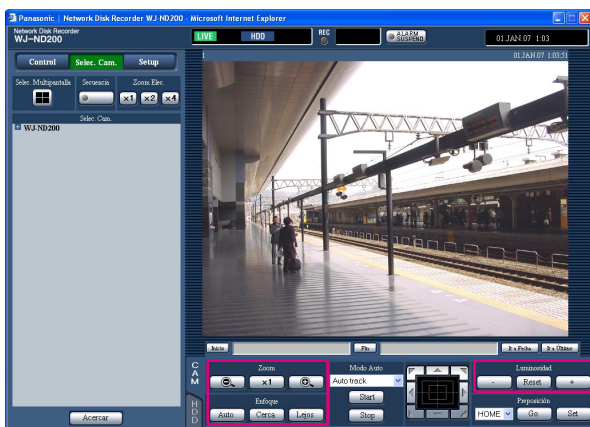 Panasonic | Network Disk Recorder WJ-ND200 - Microsoft Internet Explorer
Network Disk Recorder
WJ-ND200
LIVE HDD REC ALARM SUSPEND 01.JAN.07 1:03
Control Selec. Cam. Setup
1 01.JAN.07 1:03:51
Selec. Multipantalla Secuencia Zoom Elec.
x1 x2 x4
Selec. Cam.
WJ-ND200
Inicio Fin Ir a Fecha Ir a Último
CAM
HDD
Zoom
x1
Enfoque
Auto Cerca Lejos
Modo Auto
Auto track
Start
Stop
Luminosidad
- Reset +
Preposición
HOME Go Set
Acercar